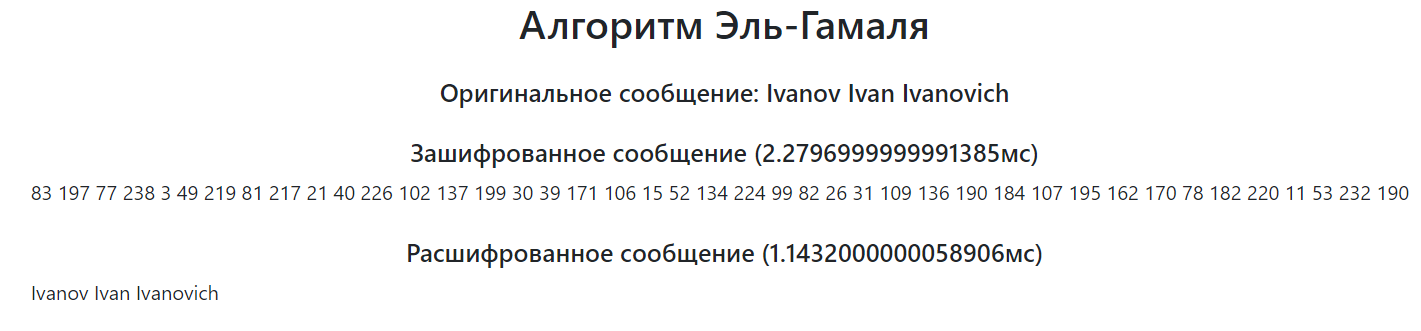 Алгоритм Эль-Гамаля
Оригинальное сообщение: Ivanov Ivan Ivanovich
Зашифрованное сообщение (2.2796999999991385мс)
83 197 77 238 3 49 219 81 217 21 40 226 102 137 199 30 39 171 106 15 52 134 224 99 82 26 31 109 136 190 184 107 195 162 170 78 182 220 11 53 232 190
Расшифрованное сообщение (1.1432000000058906мс)
Ivanov Ivan Ivanovich